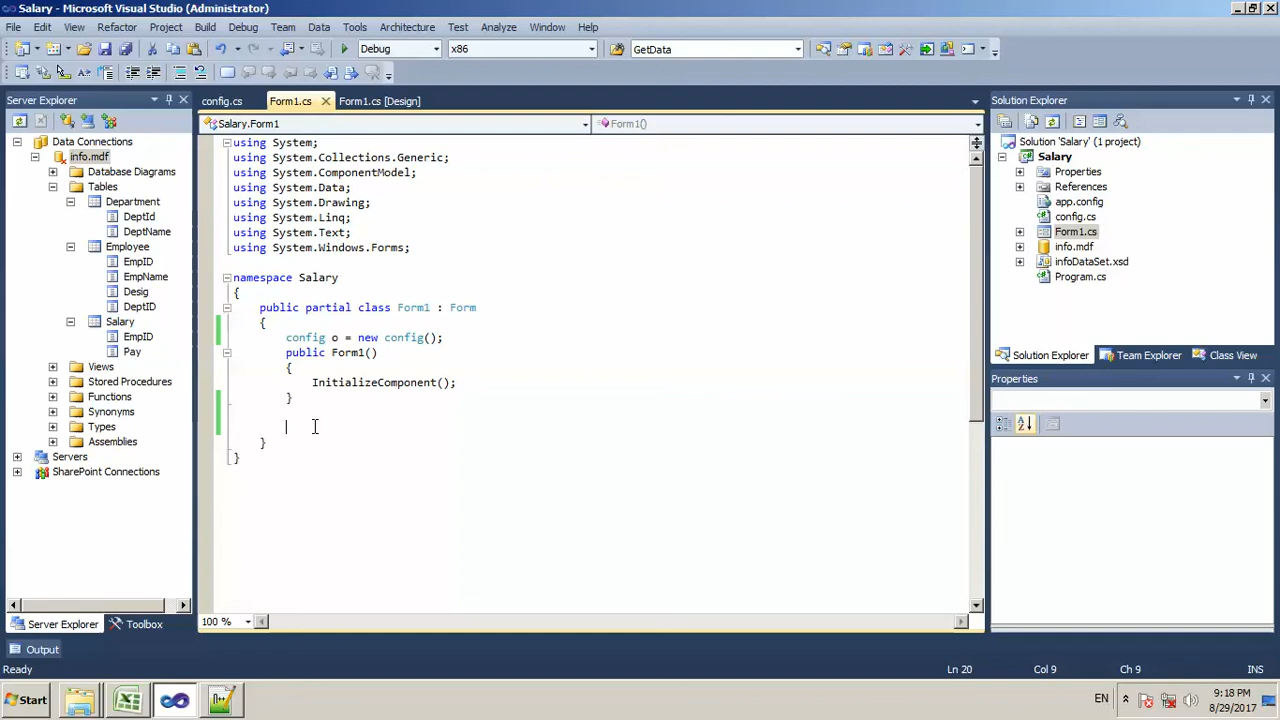 Salary - Microsoft Visual Studio (Administrator)
File Edit View Refactor Project Build Debug Team Data Tools Architecture Test Analyze Window Help
Debug x86 GetData
Server Explorer
Data Connections
info.mdf
Database Diagrams
Tables
Department
DeptId
DeptName
Employee
EmpID
EmpName
Desig
DeptID
Salary
EmpID
Pay
Views
Stored Procedures
Functions
Synonyms
Types
Assemblies
Servers
SharePoint Connections
Server Explorer Toolbox
config.cs Form1.cs Form1.cs [Design]
Salary.Form1 Form1()
using System;
using System.Collections.Generic;
using System.ComponentModel;
using System.Data;
using System.Drawing;
using System.Linq;
using System.Text;
using System.Windows.Forms;
namespace Salary
{
public partial class Form1 : Form
{
config o = new config();
public Form1()
{
InitializeComponent();
}
}
}
100 %
Solution Explorer
Solution 'Salary' (1 project)
Salary
Properties
References
app.config
config.cs
Form1.cs
info.mdf
infoDataSet.xsd
Program.cs
Solution Explorer Team Explorer Class View
Properties
Output
Ready Ln 20 Col 9 Ch 9 INS
Start EN 9:18 PM
8/29/2017